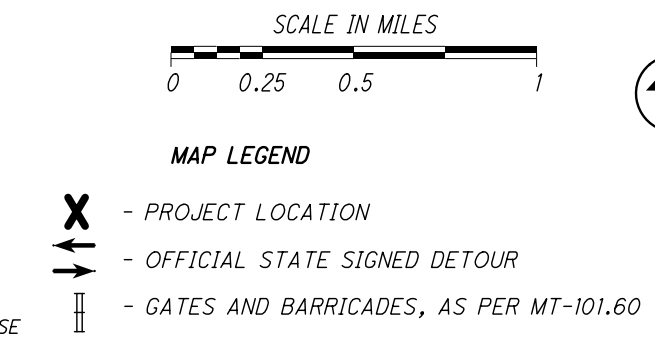 SCALE IN MILES
0 0.25 0.5 1
MAP LEGEND
X - PROJECT LOCATION
- OFFICIAL STATE SIGNED DETOUR
- GATES AND BARRICADES, AS PER MT-101.60
SE